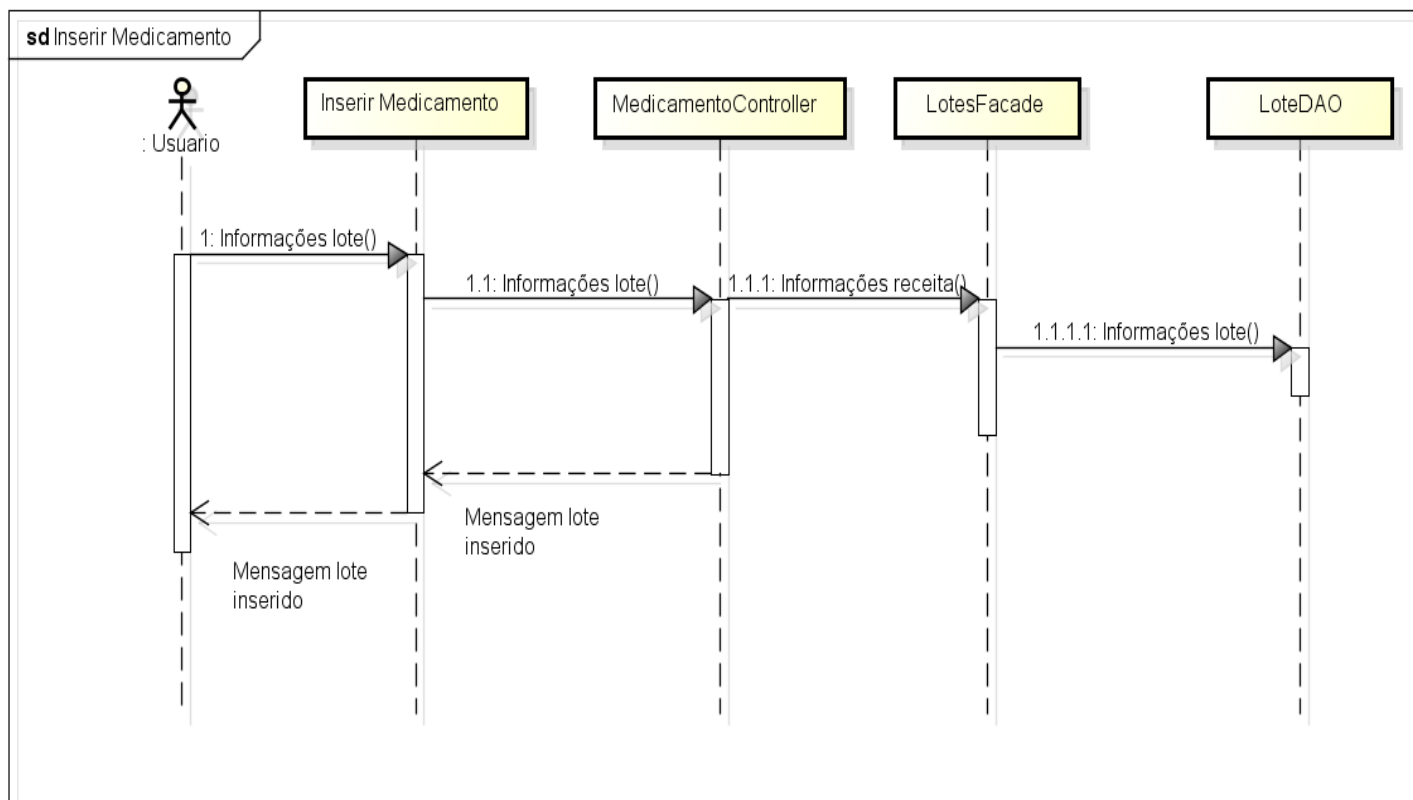 sd Inserir Medicamento
: Usuario
Inserir Medicamento
MedicamentoController
LotesFacade
LoteDAO
1: Informações lote()
1.1: Informações lote()
1.1.1: Informações receita()
1.1.1.1: Informações lote()
Mensagem lote
inserido
Mensagem lote
inserido